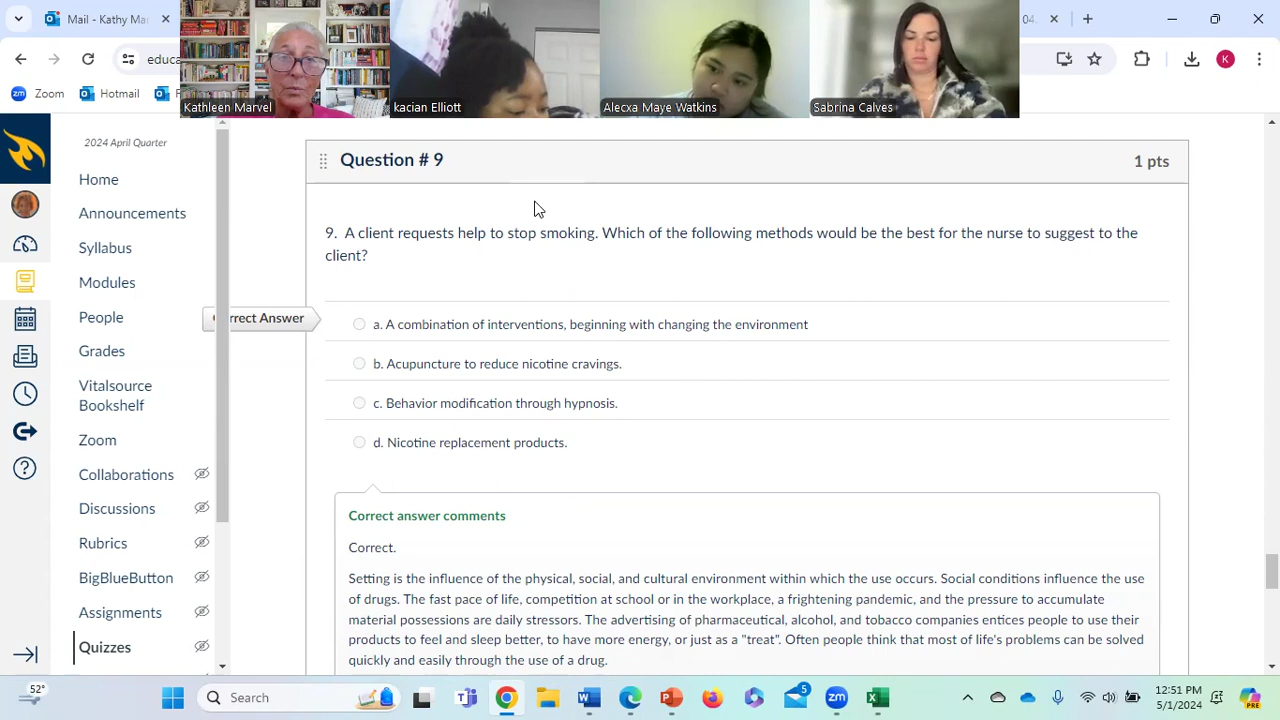 Mail - Kathy Mar
04
educa
K
Zoom
Hotmail
Kathleen Marvel
kacian Elliott
Alecxa Maye Watkins
Sabrina Calves
2024 April Quarter
Home
Announcements
Syllabus
Modules
People
Grades
Vitalsource
Bookshelf
Zoom
Collaborations
Discussions
Rubrics
BigBlueButton
Assignments
Quizzes
Question # 9
1 pts
9. A client requests help to stop smoking. Which of the following methods would be the best for the nurse to suggest to the
client?
rrect Answer
a. A combination of interventions, beginning with changing the environment
b. Acupuncture to reduce nicotine cravings.
c. Behavior modification through hypnosis.
d. Nicotine replacement products.
Correct answer comments
Correct.
Setting is the influence of the physical, social, and cultural environment within which the use occurs. Social conditions influence the use
of drugs. The fast pace of life, competition at school or in the workplace, a frightening pandemic, and the pressure to accumulate
material possessions are daily stressors. The advertising of pharmaceutical, alcohol, and tobacco companies entices people to use their
products to feel and sleep better, to have more energy, or just as a "treat". Often people think that most of life's problems can be solved
quickly and easily through the use of a drug.
52°
Search
5
zm
12:51 PM
5/1/2024
PRE